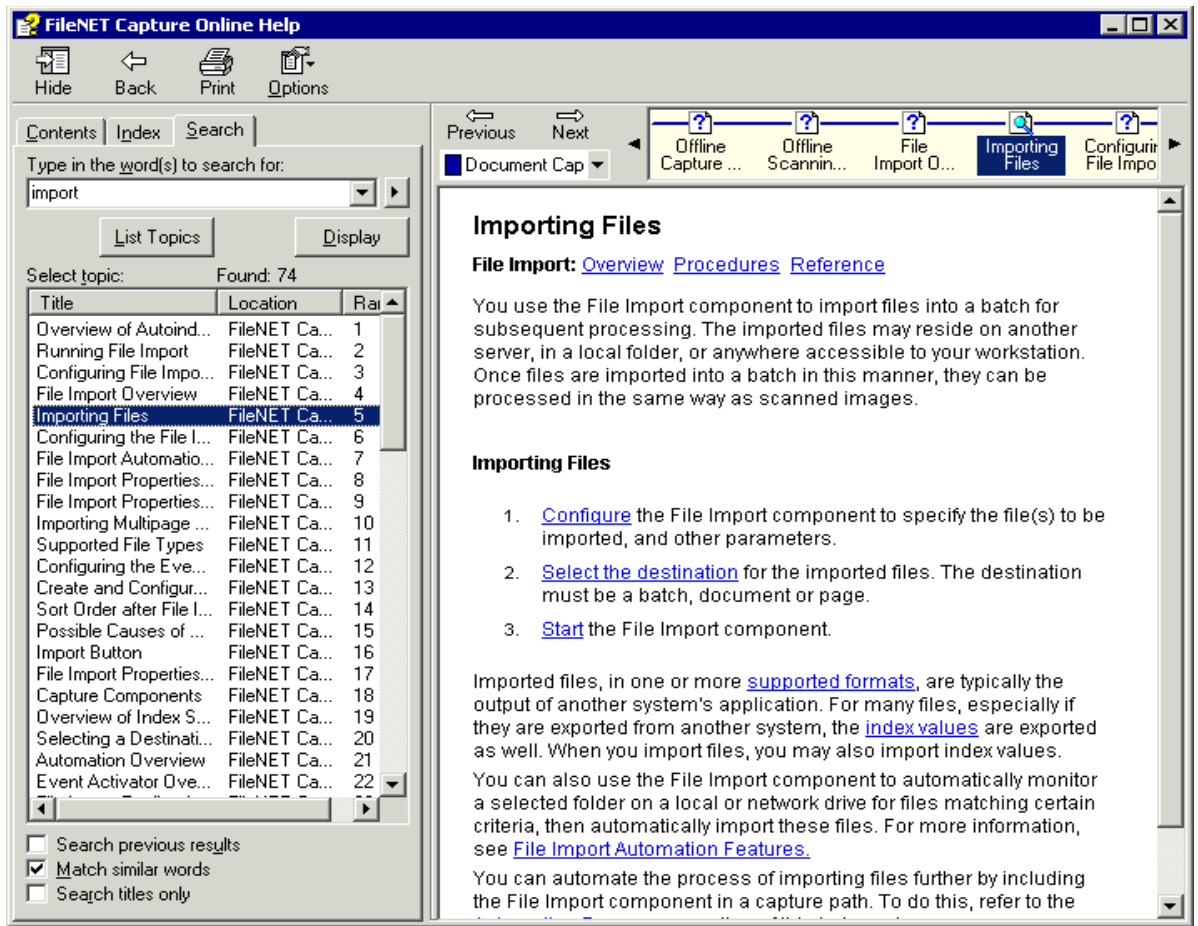 FileNET Capture Online Help
Hide Back Print Options
Contents Index Search
Type in the word(s) to search for:
import
List Topics Display
Select topic: Found: 74
Title Location Rar
Overview of Autoind... FileNET Ca... 1
Running File Import FileNET Ca... 2
Configuring File Impo... FileNET Ca... 3
File Import Overview FileNET Ca... 4
Importing Files FileNET Ca... 5
Configuring the File I... FileNET Ca... 6
File Import Automatio... FileNET Ca... 7
File Import Properties... FileNET Ca... 8
File Import Properties... FileNET Ca... 9
Importing Multipage ... FileNET Ca... 10
Supported File Types FileNET Ca... 11
Configuring the Eve... FileNET Ca... 12
Create and Configur... FileNET Ca... 13
Sort Order after File I... FileNET Ca... 14
Possible Causes of ... FileNET Ca... 15
Import Button FileNET Ca... 16
File Import Properties... FileNET Ca... 17
Capture Components FileNET Ca... 18
Overview of Index S... FileNET Ca... 19
Selecting a Destinati... FileNET Ca... 20
Automation Overview FileNET Ca... 21
Event Activator Ove... FileNET Ca... 22
Search previous results
Match similar words
Search titles only
Previous Next
Document Cap
Offline Capture ...
Offline Scannin...
File Import O...
Importing Files
Configurin File Impo
Importing Files
File Import: Overview Procedures Reference
You use the File Import component to import files into a batch for
subsequent processing. The imported files may reside on another
server, in a local folder, or anywhere accessible to your workstation.
Once files are imported into a batch in this manner, they can be
processed in the same way as scanned images.
Importing Files
1. Configure the File Import component to specify the file(s) to be
imported, and other parameters.
2. Select the destination for the imported files. The destination
must be a batch, document or page.
3. Start the File Import component.
Imported files, in one or more supported formats, are typically the
output of another system's application. For many files, especially if
they are exported from another system, the index values are exported
as well. When you import files, you may also import index values.
You can also use the File Import component to automatically monitor
a selected folder on a local or network drive for files matching certain
criteria, then automatically import these files. For more information,
see File Import Automation Features.
You can automate the process of importing files further by including
the File Import component in a capture path. To do this, refer to the